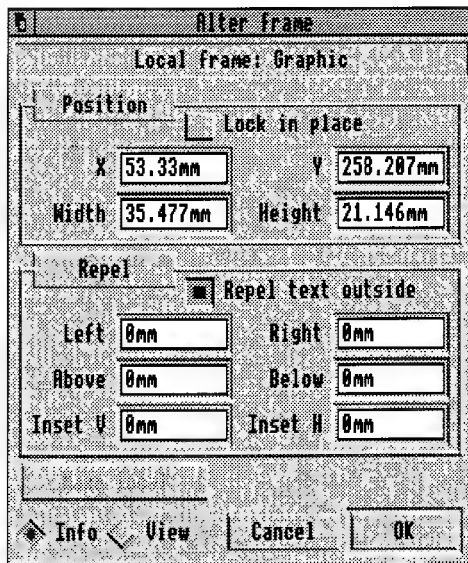 Alter frame
Local frame: Graphic
Position
Lock in place
X 53.33mm Y 258.207mm
Width 35.477mm Height 21.146mm
Repel
Repel text outside
Left 0mm Right 0mm
Above 0mm Below 0mm
Inset V 0mm Inset H 0mm
Info View Cancel OK